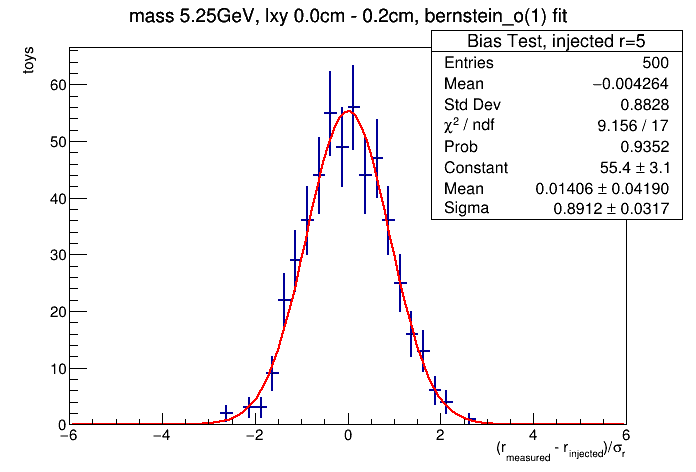 mass 5.25GeV, lxy 0.0cm - 0.2cm, bernstein_o(1) fit
toys
Bias Test, injected r=5
Entries 500
Mean −0.004264
Std Dev 0.8828
χ² / ndf 9.156 / 17
Prob 0.9352
Constant 55.4 ± 3.1
Mean 0.01406 ± 0.04190
Sigma 0.8912 ± 0.0317
60
50
40
30
20
10
0
−6 −4 −2 0 2 4 6
(r_measured - r_injected)/σ_r